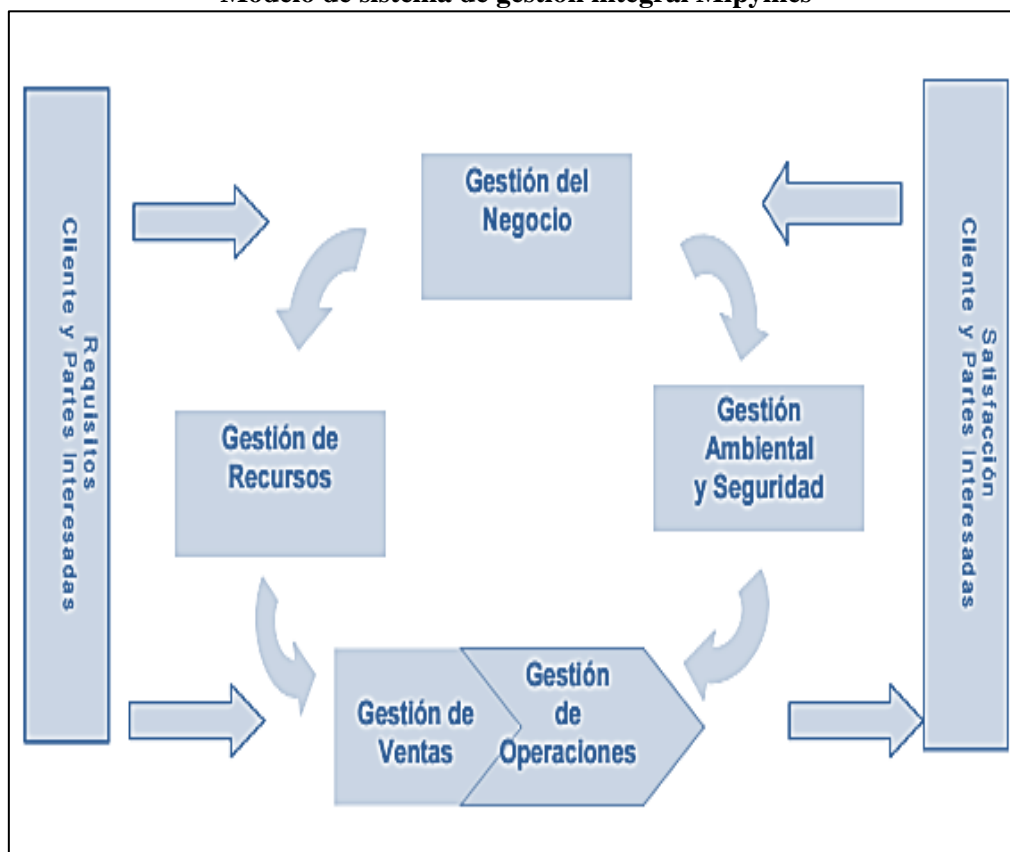 Modelo de sistema de gestión integral Mipymes
Requisitos
Cliente y Partes Interesadas
Gestión del
Negocio
Satisfacción
Cliente y Partes Interesadas
Gestión de
Recursos
Gestión
Ambiental
y Seguridad
Gestión de
Ventas
Gestión
de
Operaciones